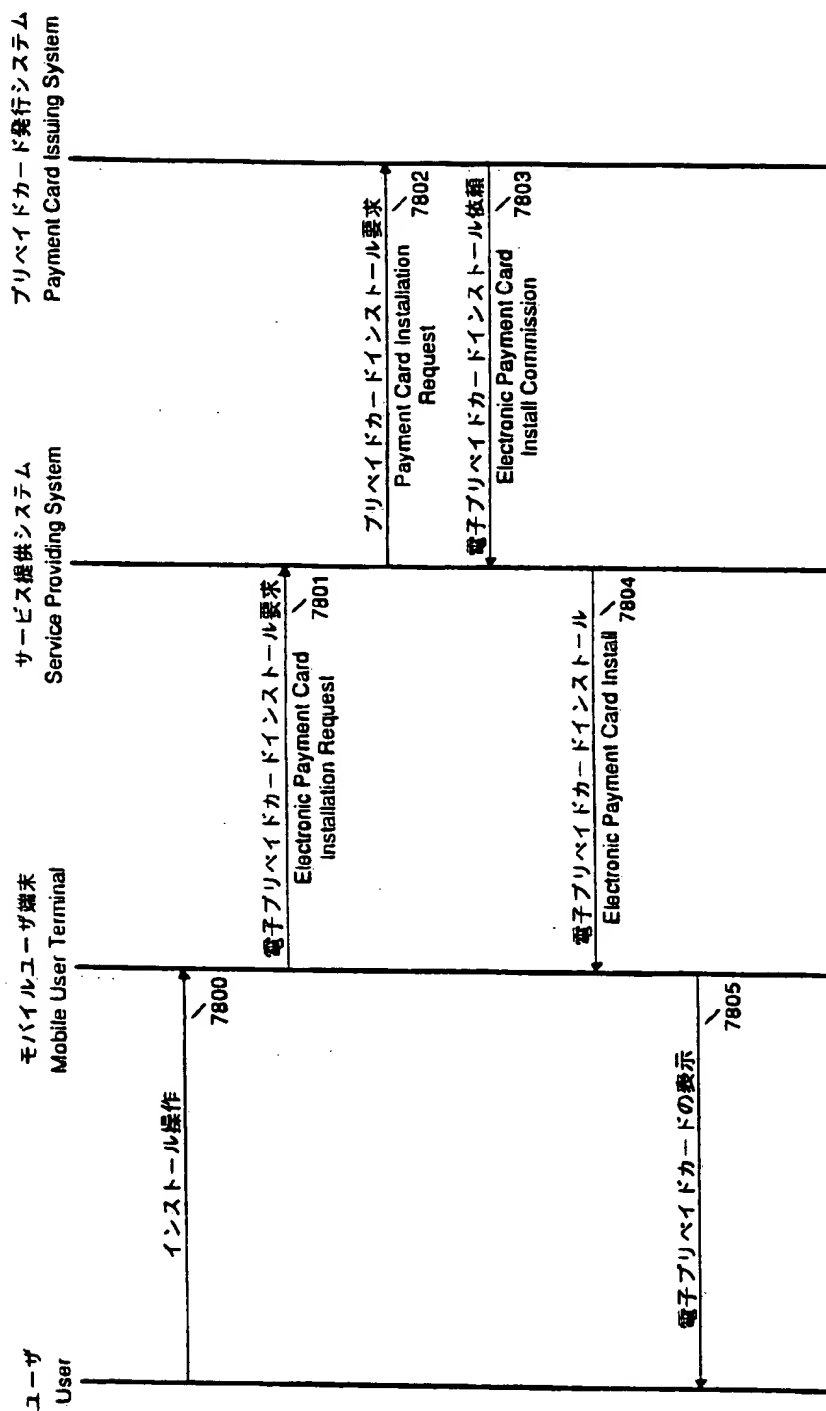 ユーザ
User
モバイルユーザ端末
Mobile User Terminal
サービス提供システム
Service Providing System
プリペイドカード発行システム
Payment Card Issuing System
インストール操作
7800
電子プリペイドカードインストール要求
7801
Electronic Payment Card
Installation Request
プリペイドカードインストール要求
7802
Payment Card Installation
Request
電子プリペイドカードインストール依頼
7803
Electronic Payment Card
Install Commission
電子プリペイドカードインストール
7804
Electronic Payment Card Install
電子プリペイドカードの表示
7805